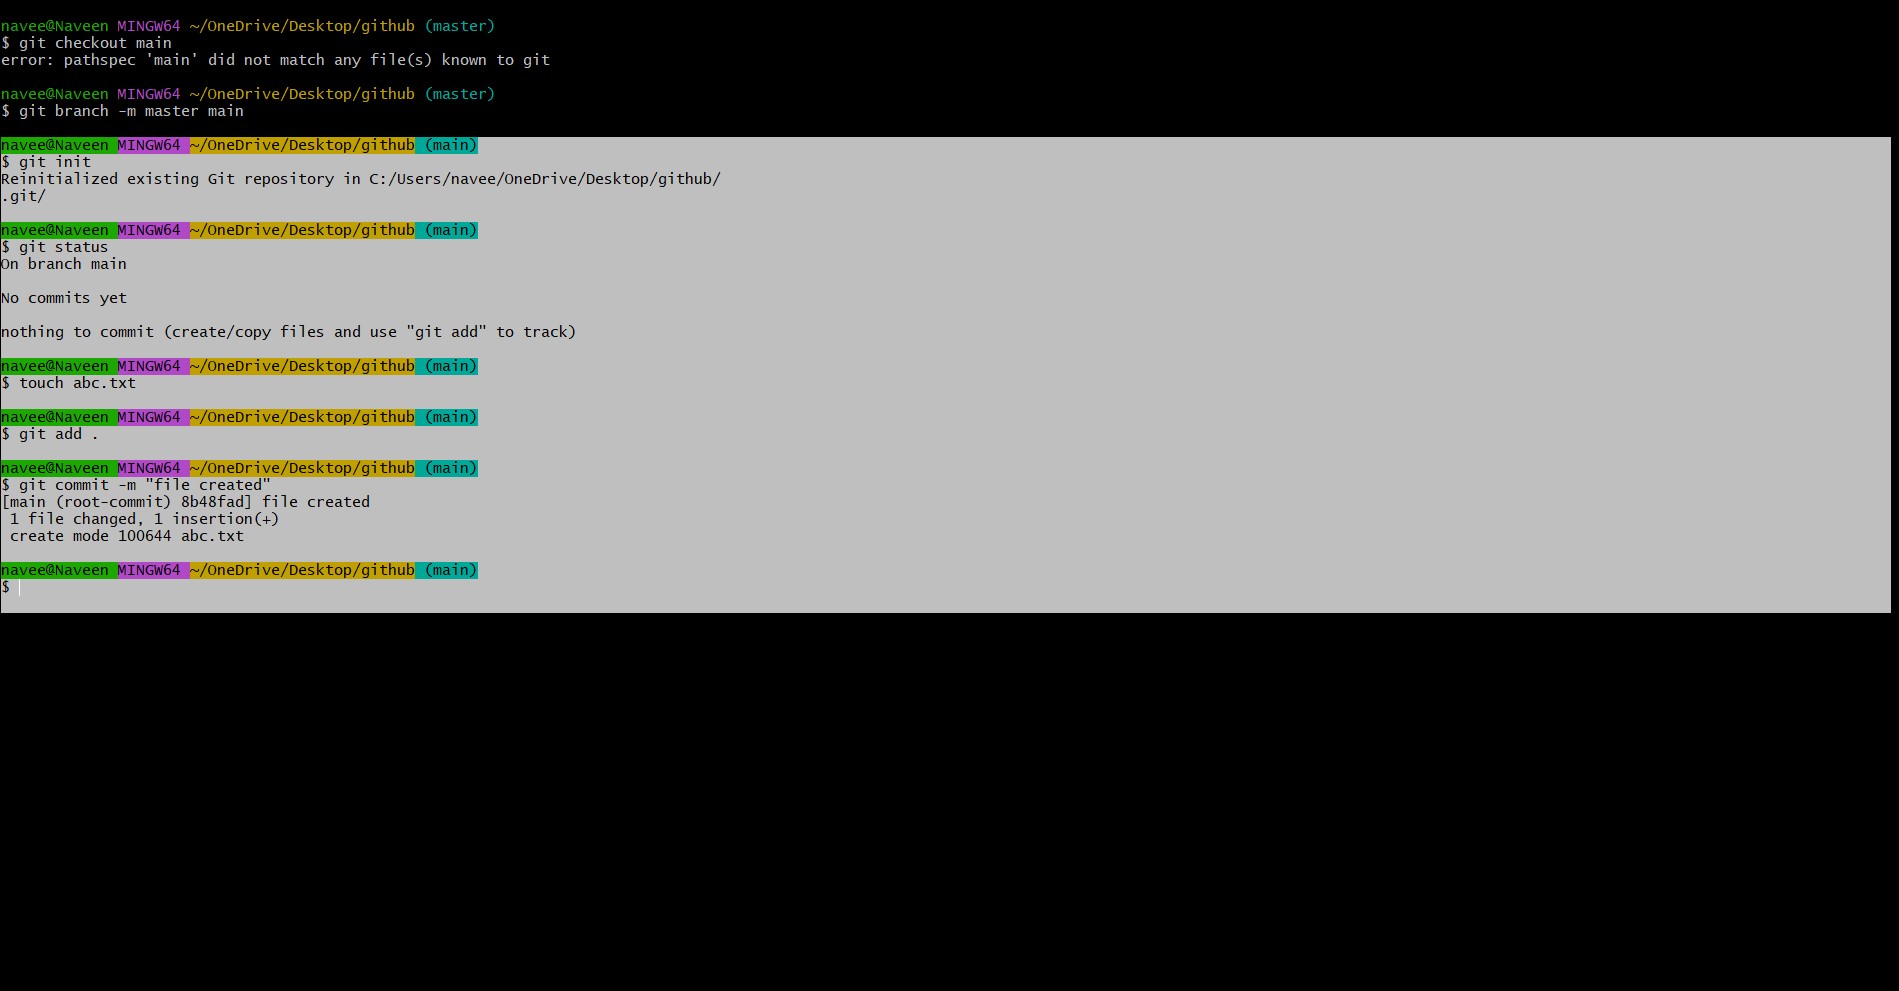 navee@Naveen MINGW64 ~/OneDrive/Desktop/github (master)
$ git checkout main
error: pathspec 'main' did not match any file(s) known to git
navee@Naveen MINGW64 ~/OneDrive/Desktop/github (master)
$ git branch -m master main
navee@Naveen MINGW64 ~/OneDrive/Desktop/github (main)
$ git init
Reinitialized existing Git repository in C:/Users/navee/OneDrive/Desktop/github/
.git/
navee@Naveen MINGW64 ~/OneDrive/Desktop/github (main)
$ git status
On branch main
No commits yet
nothing to commit (create/copy files and use "git add" to track)
navee@Naveen MINGW64 ~/OneDrive/Desktop/github (main)
$ touch abc.txt
navee@Naveen MINGW64 ~/OneDrive/Desktop/github (main)
$ git add .
navee@Naveen MINGW64 ~/OneDrive/Desktop/github (main)
$ git commit -m "file created"
[main (root-commit) 8b48fad] file created
1 file changed, 1 insertion(+)
create mode 100644 abc.txt
navee@Naveen MINGW64 ~/OneDrive/Desktop/github (main)
$